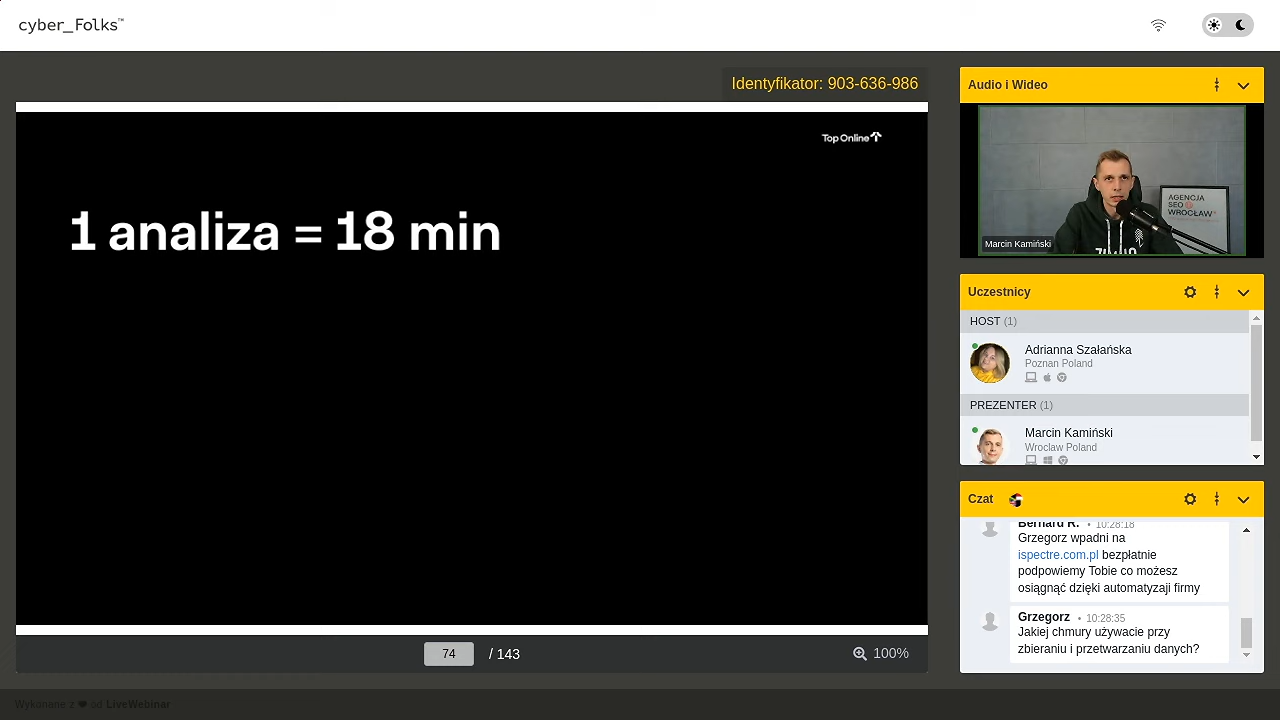 cyber_Folks™
Identyfikator: 903-636-986
Top Online
1 analiza = 18 min
74 / 143
100%
Wykonane z ❤ od LiveWebinar
Audio i Wideo
AGENCJA
SEO
WROCŁAW
Marcin Kamiński
Uczestnicy
HOST (1)
Adrianna Szałańska
Poznan Poland
PREZENTER (1)
Marcin Kamiński
Wroclaw Poland
Czat
Bernard R. • 10:28:18
Grzegorz wpadni na
ispectre.com.pl bezpłatnie
podpowiemy Tobie co możesz
osiągnąć dzięki automatyzaji firmy
Grzegorz • 10:28:35
Jakiej chmury używacie przy
zbieraniu i przetwarzaniu danych?